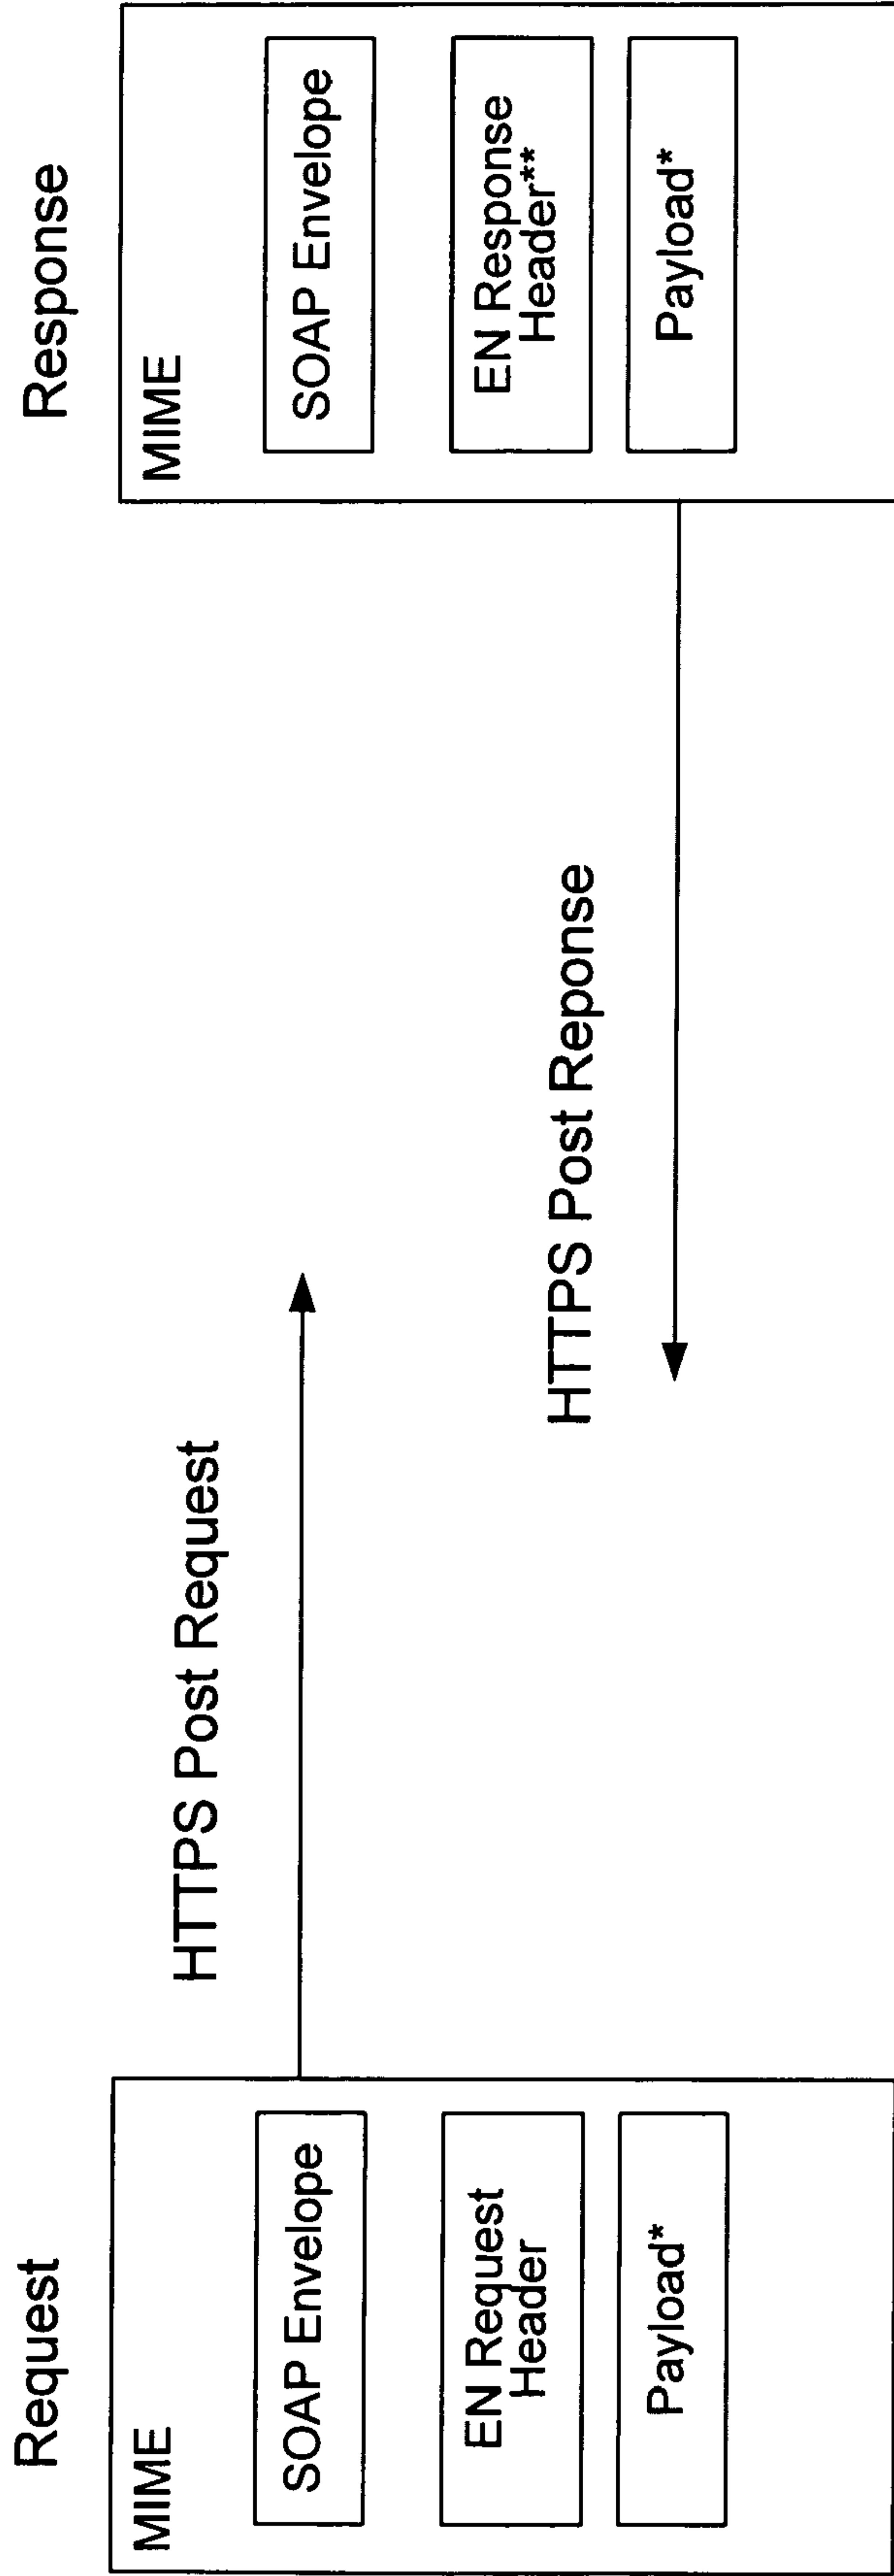 Request
MIME
SOAP Envelope
EN Request
Header
Payload*
HTTPS Post Request
HTTPS Post Reponse
Response
MIME
SOAP Envelope
EN Response
Header**
Payload*